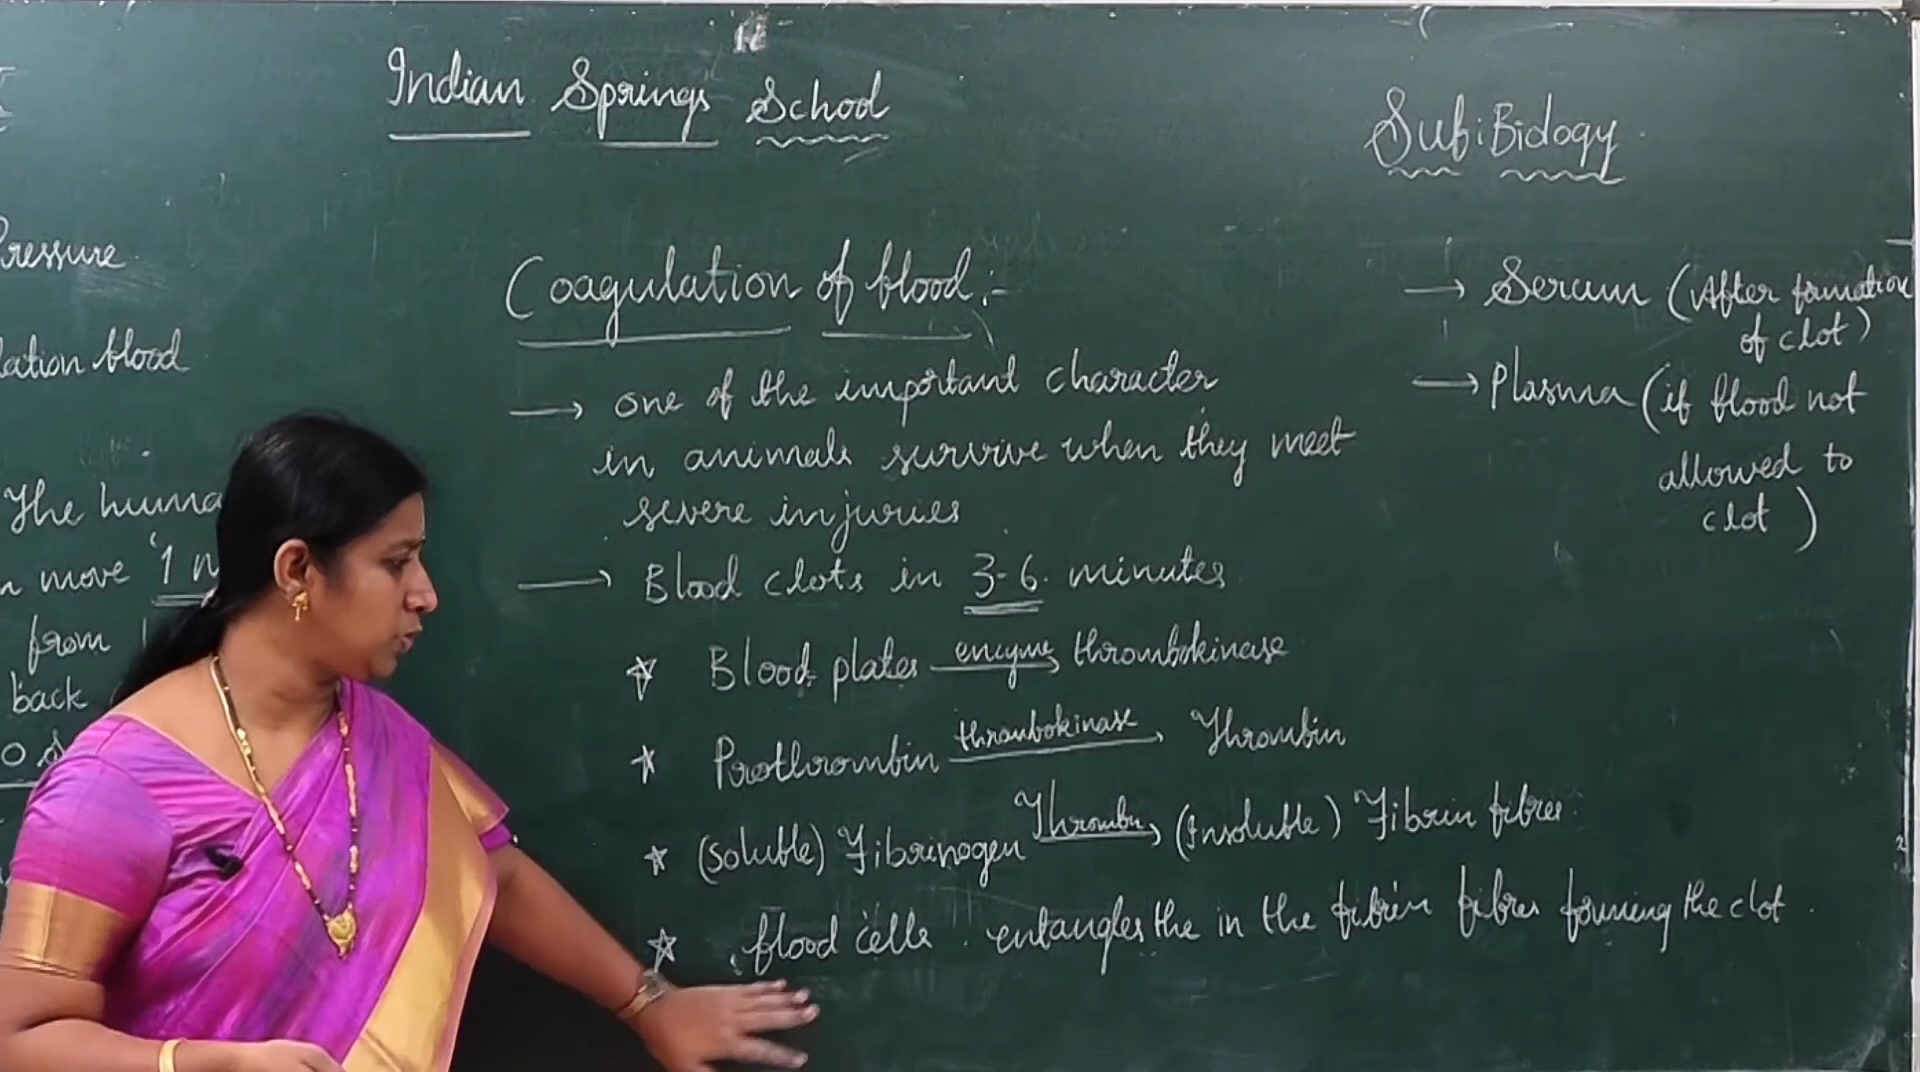 Indian Springs School
Sub: Biology
Pressure
lation blood
The huma
move '1 m
from
back
Coagulation of blood :-
→ one of the important character
in animals survive when they meet
severe injuries
→ Blood clots in 3-6 minutes
☆ Blood plates enzyme→ thrombokinase
☆ Prothrombin thrombokinase→ Thrombin
☆ (soluble) Fibrinogen Thrombin→ (Insoluble) Fibrin fibres
☆ blood cells entangles the in the fibrin fibres forming the clot
→ Serum (After formation
of clot)
→ Plasma (if blood not
allowed to
clot)